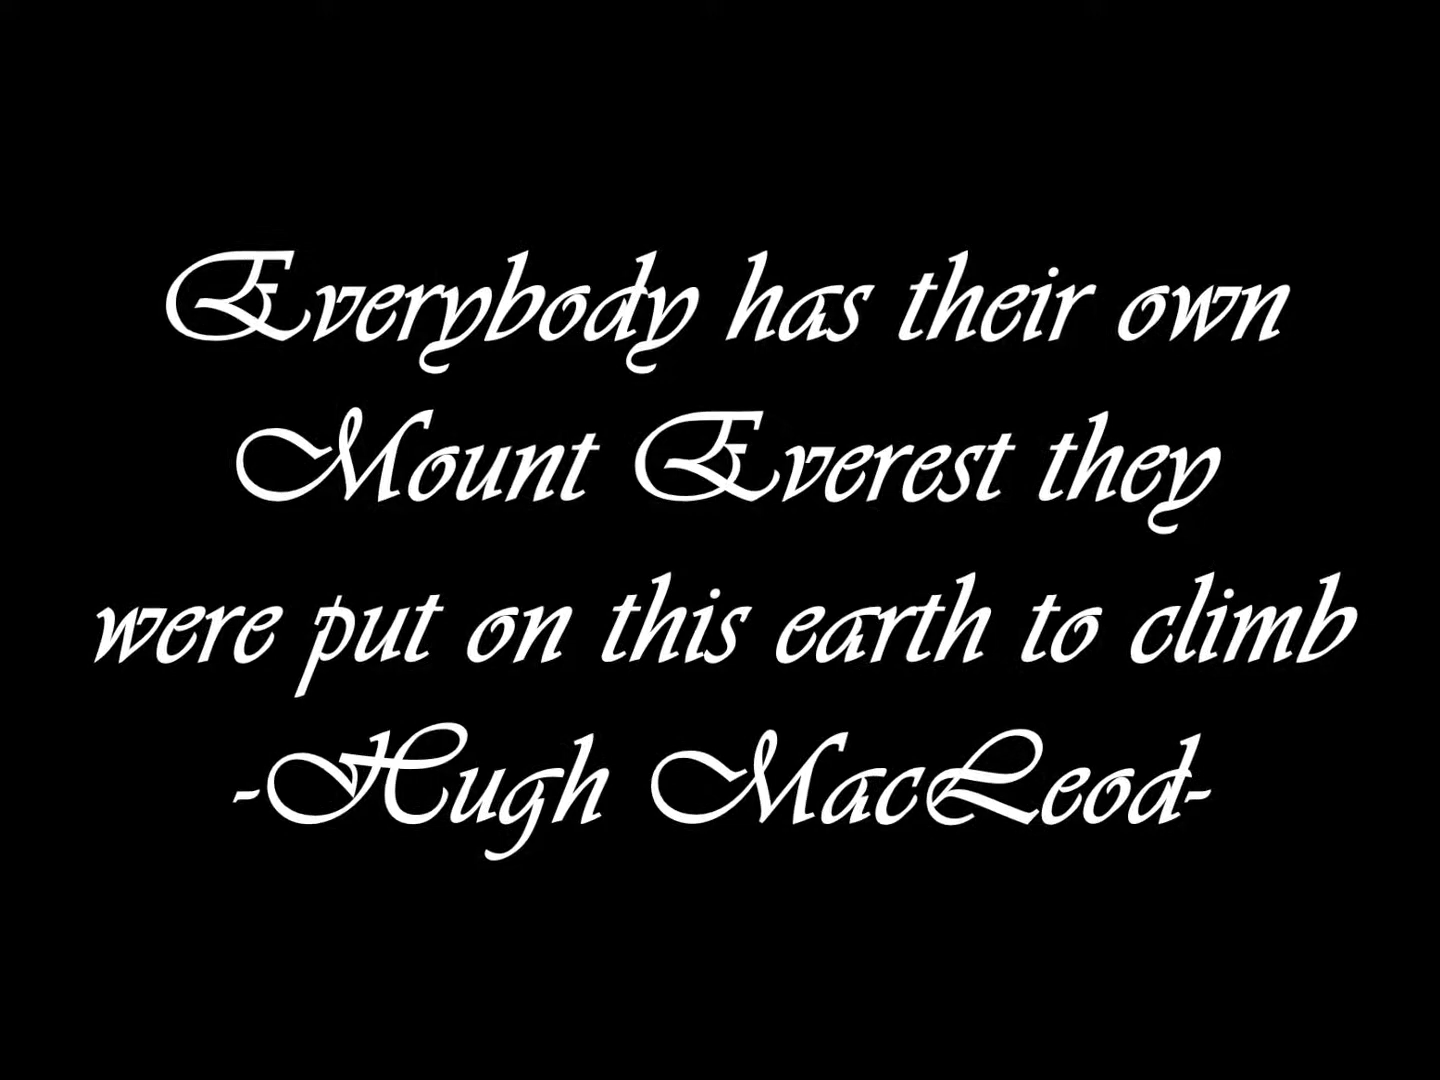 Everybody has their own
Mount Everest they
were put on this earth to climb
-Hugh MacLeod-